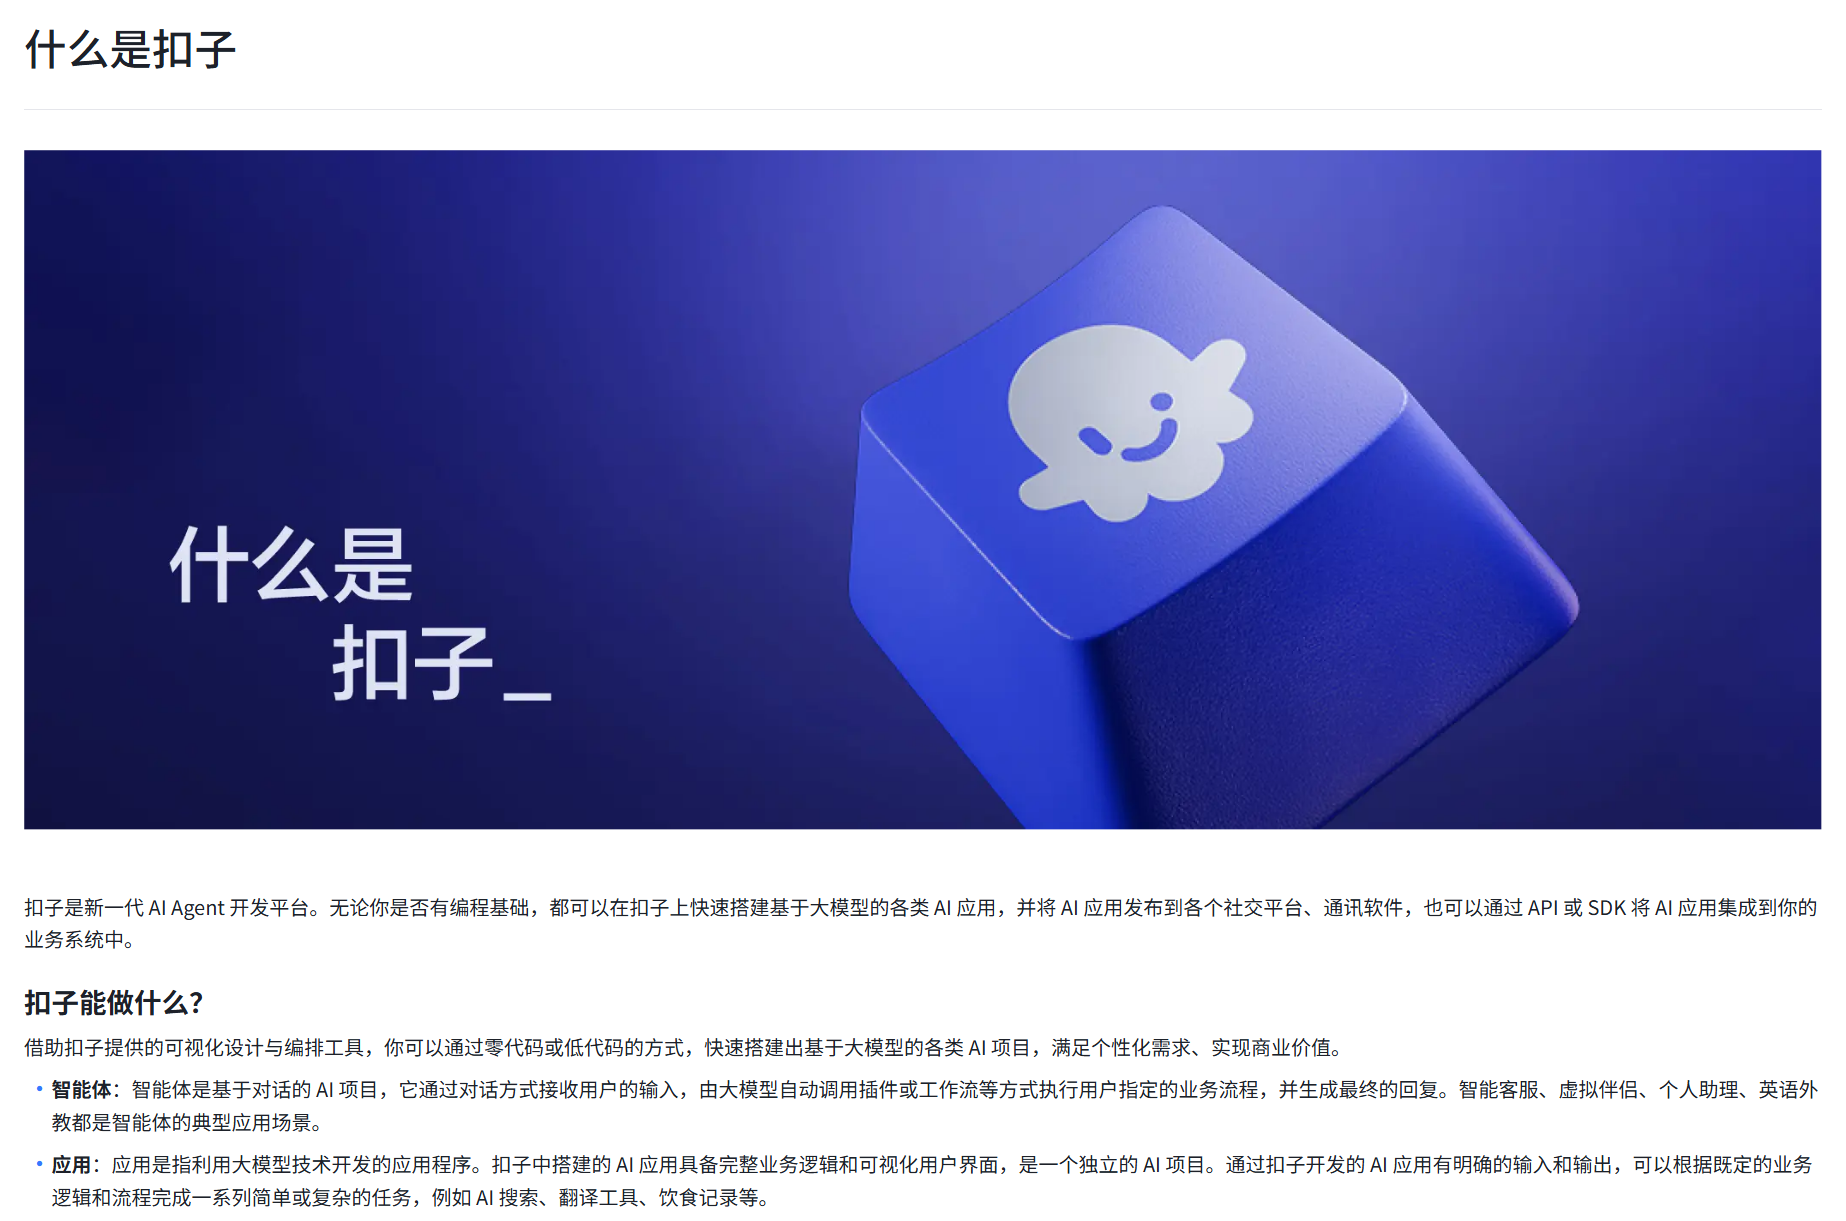 什么是扣子
什么是
扣子_
扣子是新一代 AI Agent 开发平台。无论你是否有编程基础，都可以在扣子上快速搭建基于大模型的各类 AI 应用，并将 AI 应用发布到各个社交平台、通讯软件，也可以通过 API 或 SDK 将 AI 应用集成到你的
业务系统中。
扣子能做什么？
借助扣子提供的可视化设计与编排工具，你可以通过零代码或低代码的方式，快速搭建出基于大模型的各类 AI 项目，满足个性化需求、实现商业价值。
• 智能体：智能体是基于对话的 AI 项目，它通过对话方式接收用户的输入，由大模型自动调用插件或工作流等方式执行用户指定的业务流程，并生成最终的回复。智能客服、虚拟伴侣、个人助理、英语外
教都是智能体的典型应用场景。
• 应用：应用是指利用大模型技术开发的应用程序。扣子中搭建的 AI 应用具备完整业务逻辑和可视化用户界面，是一个独立的 AI 项目。通过扣子开发的 AI 应用有明确的输入和输出，可以根据既定的业务
逻辑和流程完成一系列简单或复杂的任务，例如 AI 搜索、翻译工具、饮食记录等。